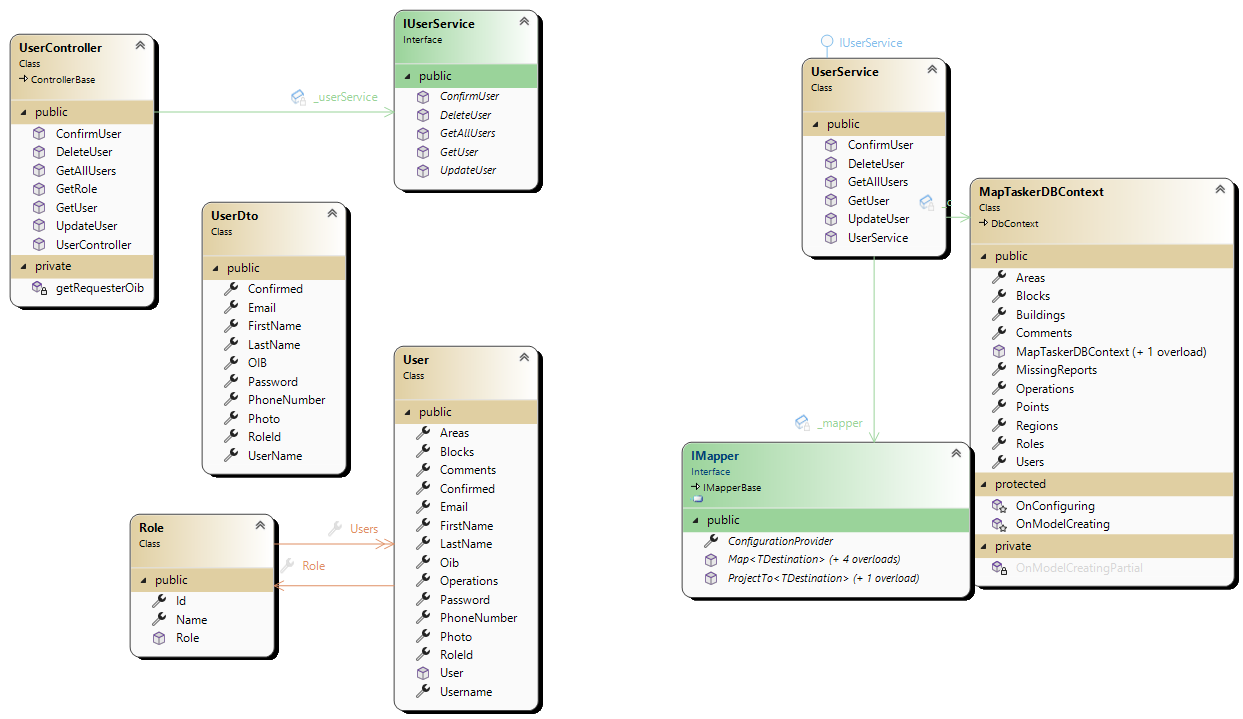 UserController
Class
ControllerBase
public
ConfirmUser
DeleteUser
GetAllUsers
GetRole
GetUser
UpdateUser
UserController
private
getRequesterOib
_userService
IUserService
Interface
public
ConfirmUser
DeleteUser
GetAllUsers
GetUser
UpdateUser
UserDto
Class
public
Confirmed
Email
FirstName
LastName
OIB
Password
PhoneNumber
Photo
RoleId
UserName
Role
Class
public
Id
Name
Role
Users
Role
User
Class
public
Areas
Blocks
Comments
Confirmed
Email
FirstName
LastName
Oib
Operations
Password
PhoneNumber
Photo
RoleId
User
Username
IUserService
UserService
Class
public
ConfirmUser
DeleteUser
GetAllUsers
GetUser
UpdateUser
UserService
_mapper
IMapper
Interface
IMapperBase
public
ConfigurationProvider
Map<TDestination> (+ 4 overloads)
ProjectTo<TDestination> (+ 1 overload)
MapTaskerDBContext
Class
DbContext
public
Areas
Blocks
Buildings
Comments
MapTaskerDBContext (+ 1 overload)
MissingReports
Operations
Points
Regions
Roles
Users
protected
OnConfiguring
OnModelCreating
private
OnModelCreatingPartial